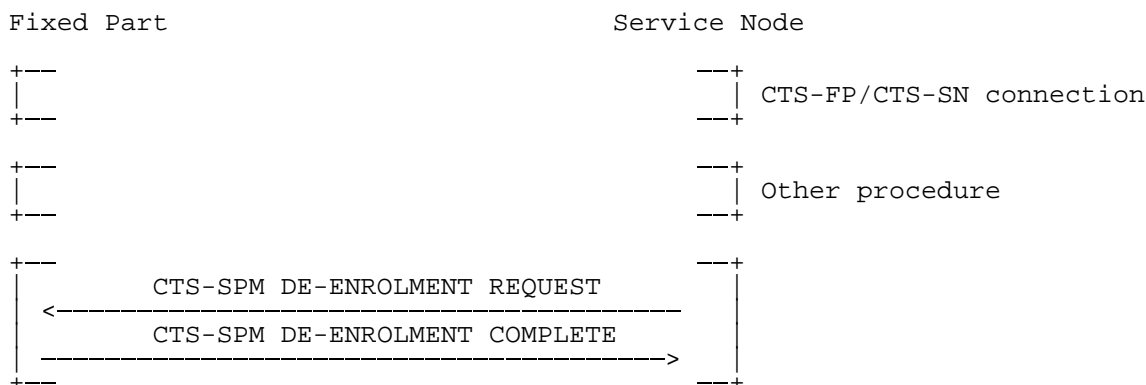 Fixed Part Service Node
CTS-FP/CTS-SN connection
Other procedure
CTS-SPM DE-ENROLMENT REQUEST
CTS-SPM DE-ENROLMENT COMPLETE